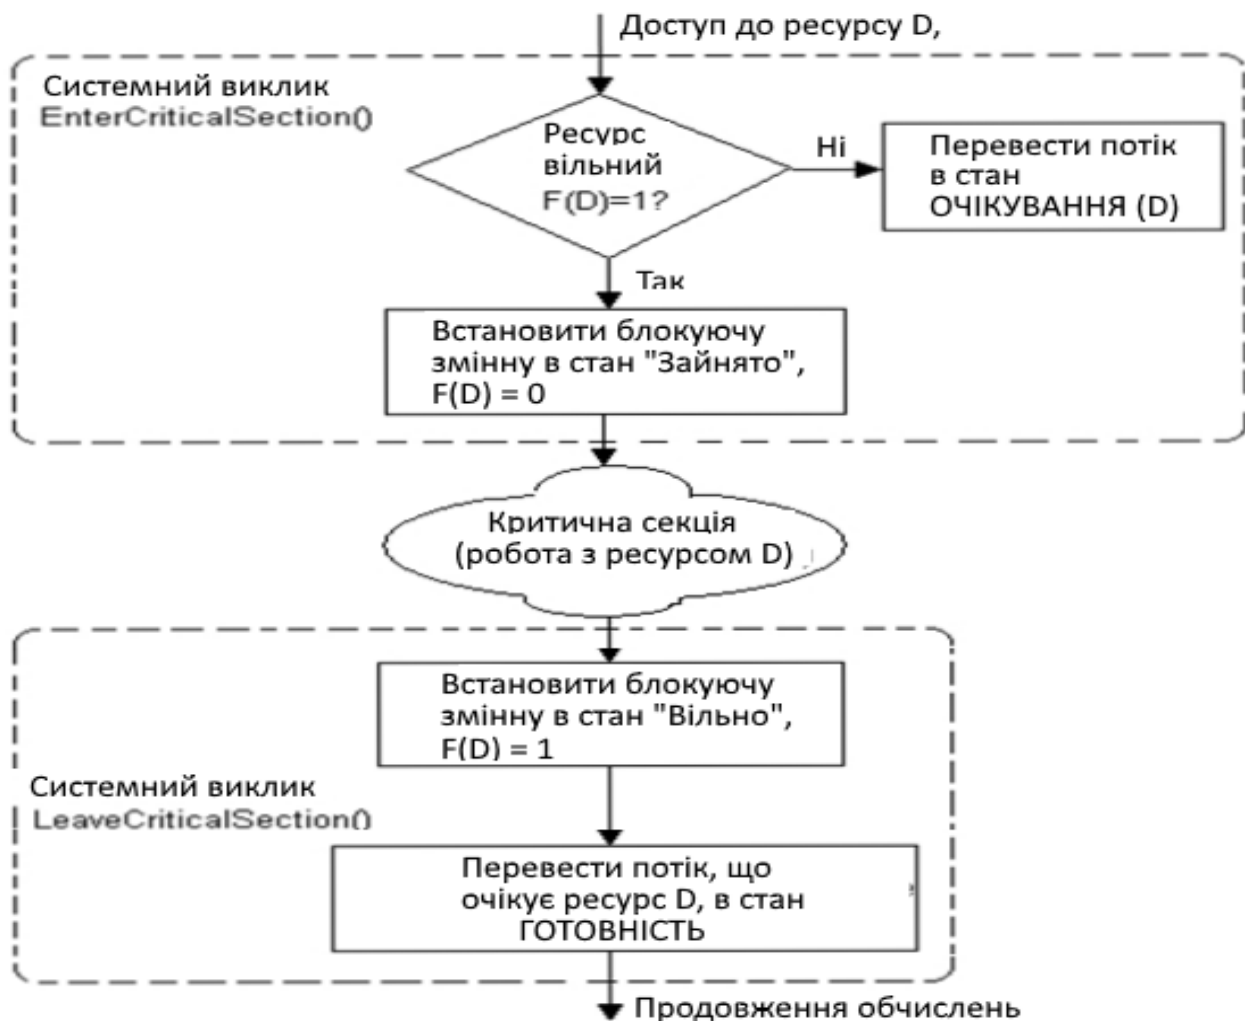 Доступ до ресурсу D,
Системний виклик
EnterCriticalSection()
Ресурс
вільний
F(D)=1?
Ні
Перевести потік
в стан
ОЧІКУВАННЯ (D)
Так
Встановити блокуючу
змінну в стан "Зайнято",
F(D) = 0
Критична секція
(робота з ресурсом D)
Встановити блокуючу
змінну в стан "Вільно",
F(D) = 1
Системний виклик
LeaveCriticalSection()
Перевести потік, що
очікує ресурс D, в стан
ГОТОВНІСТЬ
Продовження обчислень